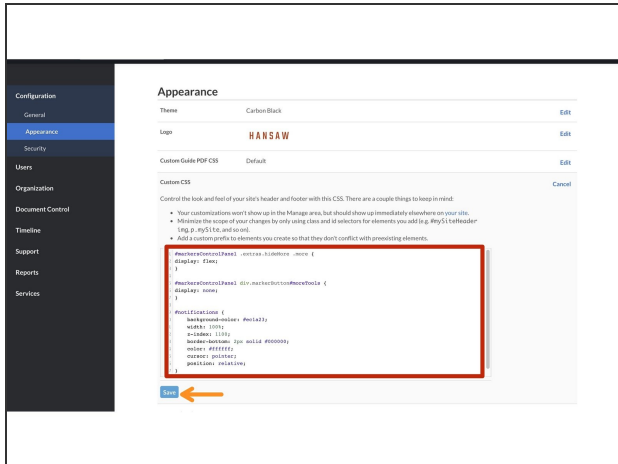 Appearance
Configuration
General
Appearance
Security
Users
Organization
Document Control
Timeline
Support
Reports
Services
Theme Carbon Black Edit
Logo HANSAW Edit
Custom Guide PDF CSS Default Edit
Custom CSS Cancel
Control the look and feel of your site's header and footer with this CSS. There are a couple things to keep in mind:
• Your customizations won't show up in the Manage area, but should show up immediately elsewhere on your site.
• Minimize the scope of your changes by only using class and id selectors for elements you add (e.g. #mySiteHeader
img, p.mySite, and so on).
• Add a custom prefix to elements you create so that they don't conflict with preexisting elements.
#markersControlPanel .extras.hideMore .more {
display: flex;
}
#markersControlPanel div.markerButton#moreTools {
display: none;
}
#notifications {
background-color: #ec1a23;
width: 100%;
z-index: 1100;
border-bottom: 2px solid #000000;
color: #ffffff;
cursor: pointer;
position: relative;
}
Save